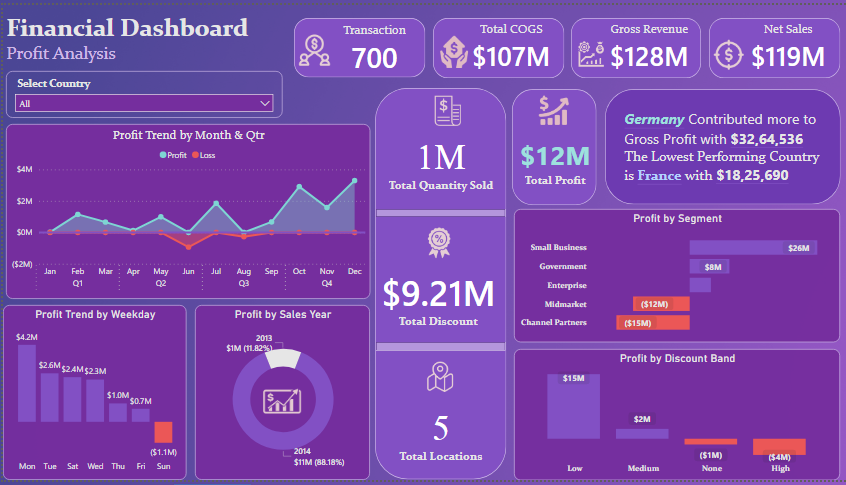 Financial Dashboard
Profit Analysis
Transaction
700
Total COGS
$107M
Gross Revenue
$128M
Net Sales
$119M
Select Country
All
Profit Trend by Month & Qtr
Profit Loss
$4M
$2M
$0M
($2M)
Jan Feb Mar Apr May Jun Jul Aug Sep Oct Nov Dec
Q1 Q2 Q3 Q4
1M
Total Quantity Sold
$9.21M
Total Discount
5
Total Locations
$12M
Total Profit
Germany Contributed more to
Gross Profit with $32,64,536
The Lowest Performing Country
is France with $18,25,690
Profit by Segment
Small Business $26M
Government $8M
Enterprise
Midmarket ($12M)
Channel Partners ($15M)
Profit Trend by Weekday
$4.2M
$2.6M
$2.4M
$2.3M
$1.0M
$0.7M
($1.1M)
Mon Tue Sat Wed Thu Fri Sun
Profit by Sales Year
2013
$1M (11.82%)
2014
$11M (88.18%)
Profit by Discount Band
$15M
$2M
($1M)
($4M)
Low Medium None High